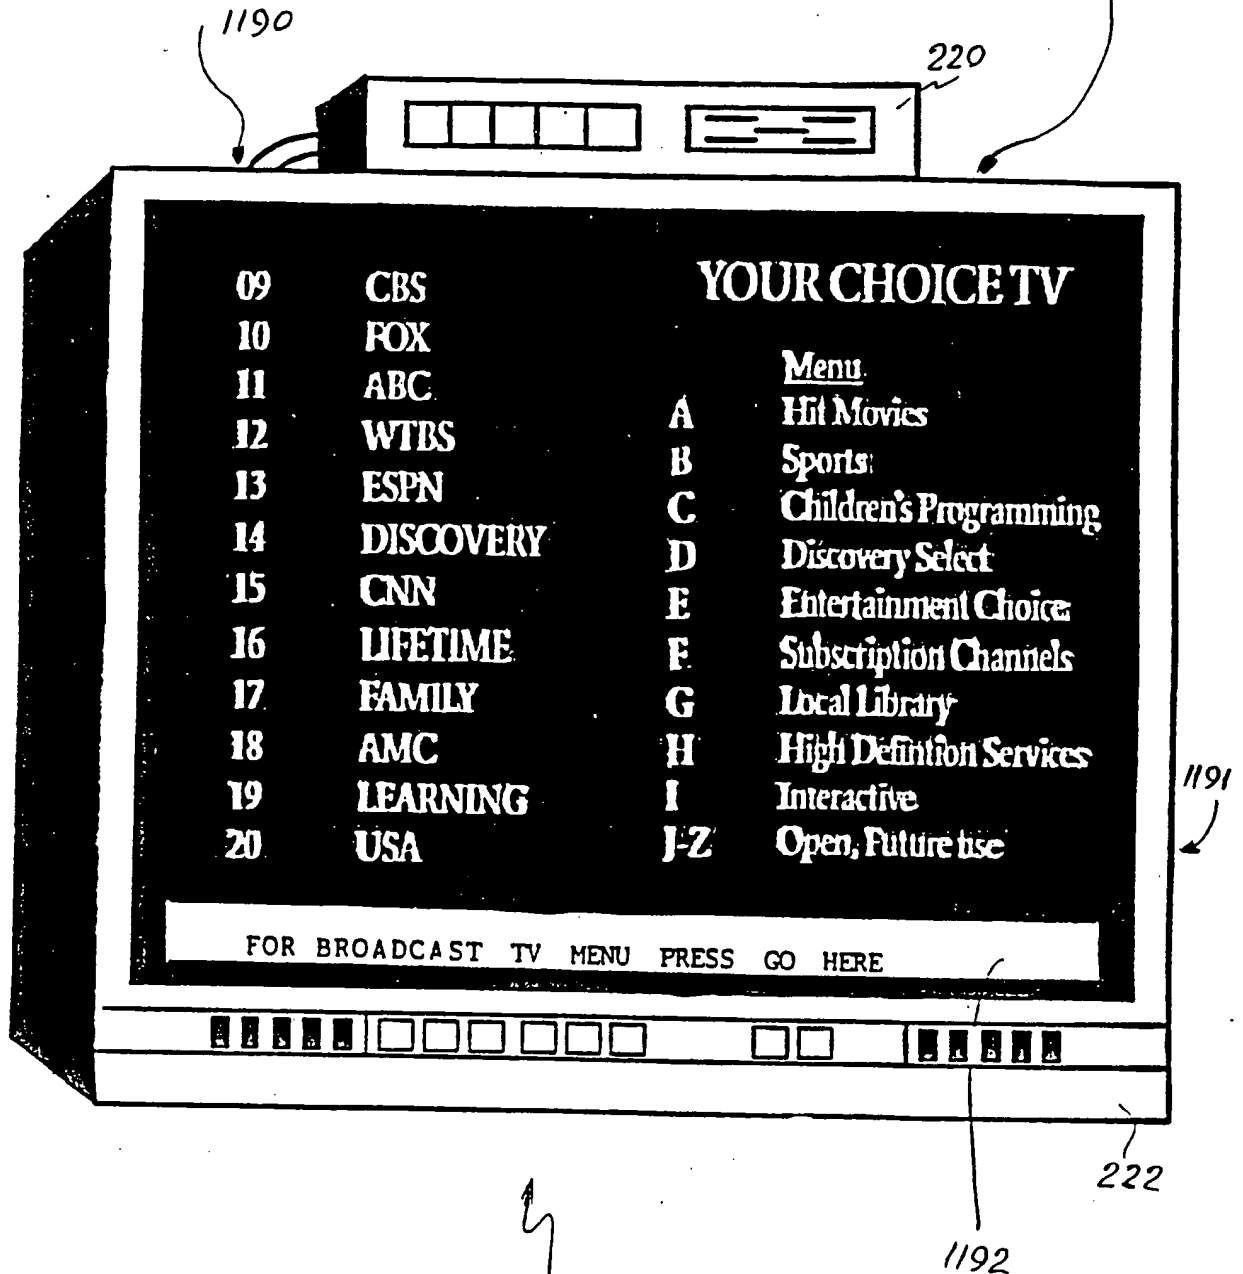 1190
220
09 CBS
10 FOX
11 ABC
12 WTBS
13 ESPN
14 DISCOVERY
15 CNN
16 LIFETIME
17 FAMILY
18 AMC
19 LEARNING
20 USA
YOUR CHOICE TV
Menu
A Hit Movies
B Sports
C Children's Programming
D Discovery Select
E Entertainment Choice
F Subscription Channels
G Local Library
H High Defintion Services
I Interactive
J-Z Open, Future use
FOR BROADCAST TV MENU PRESS GO HERE
1191
222
1192